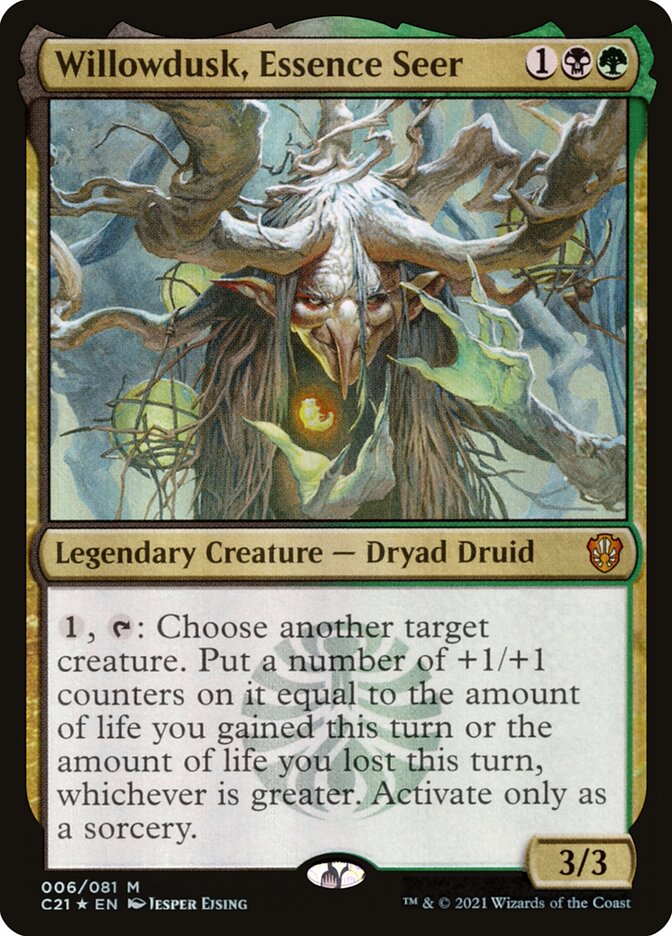 Willowdusk, Essence Seer 1
Legendary Creature — Dryad Druid
1, : Choose another target
creature. Put a number of +1/+1
counters on it equal to the amount
of life you gained this turn or the
amount of life you lost this turn,
whichever is greater. Activate only as
a sorcery.
3/3
006/081 M
C21 ★ EN Jesper Ejsing
™ & © 2021 Wizards of the Coast